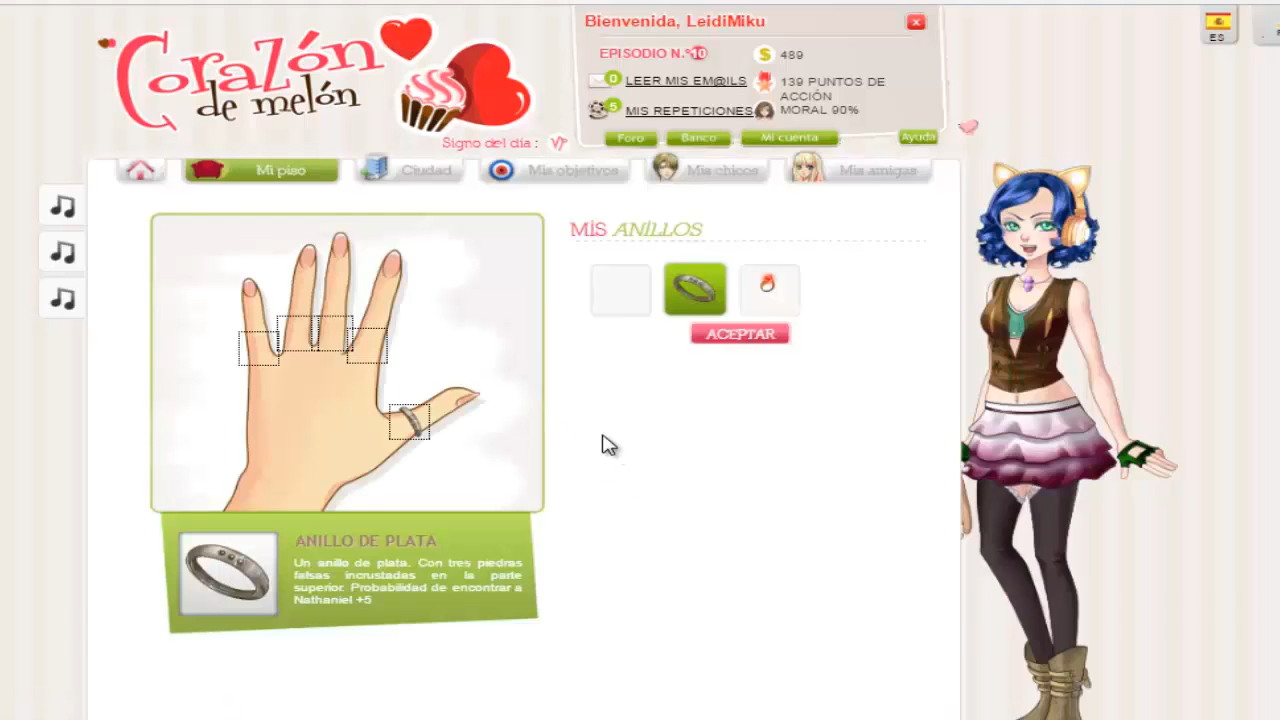 CoraZón
de melón
Bienvenida, LeidiMiku
EPISODIO N.º10
489
0 LEER MIS EM@ILS
139 PUNTOS DE
ACCIÓN
5 MIS REPETICIONES
MORAL 90%
Foro
Banco
Mi cuenta
Ayuda
Signo del día :
ES
Mi piso
Ciudad
Mis objetivos
Mis chicos
Mis amigas
MIS ANILLOS
ACEPTAR
ANILLO DE PLATA
Un anillo de plata. Con tres piedras
falsas incrustadas en la parte
superior. Probabilidad de encontrar a
Nathaniel +5